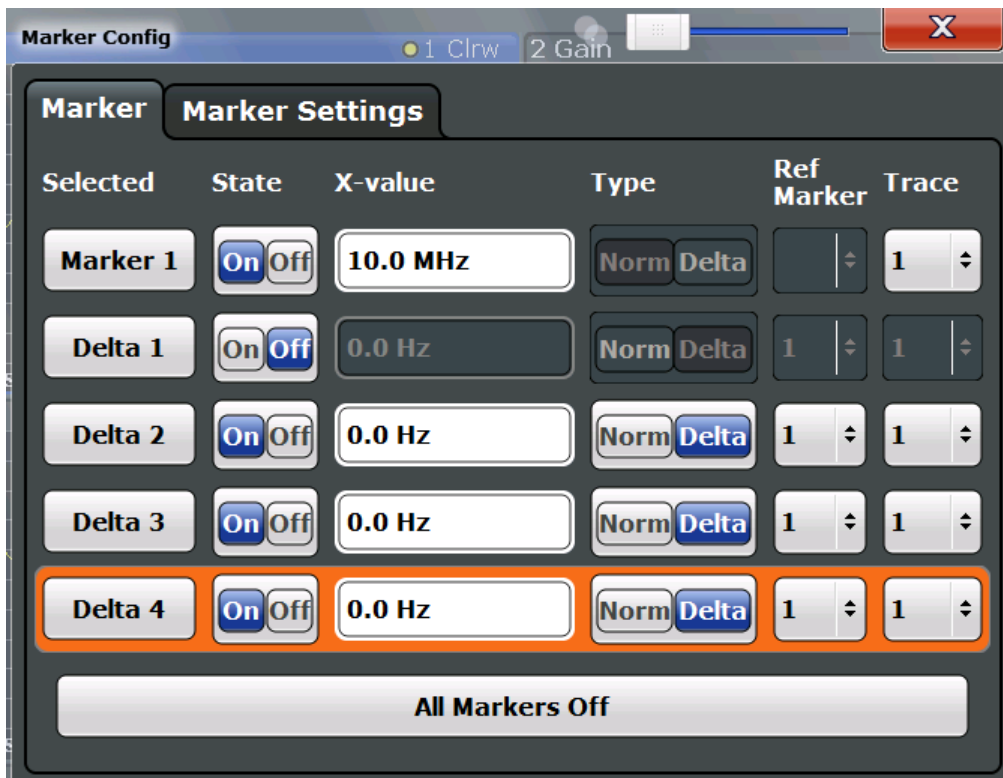 Marker Config
1 Clrw 2 Gain
X
Marker Marker Settings
Selected State X-value Type Ref Marker Trace
Marker 1 On Off 10.0 MHz Norm Delta 1
Delta 1 On Off 0.0 Hz Norm Delta 1 1
Delta 2 On Off 0.0 Hz Norm Delta 1 1
Delta 3 On Off 0.0 Hz Norm Delta 1 1
Delta 4 On Off 0.0 Hz Norm Delta 1 1
All Markers Off